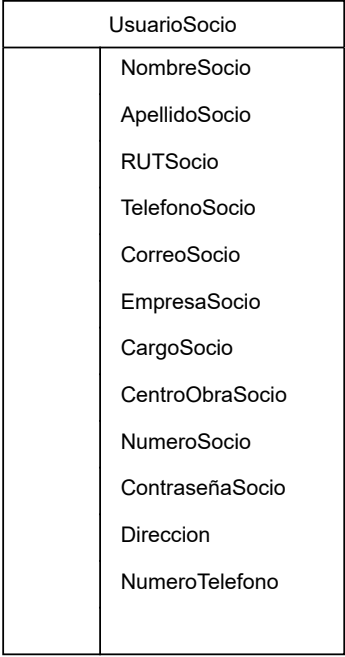 UsuarioSocio
NombreSocio
ApellidoSocio
RUTSocio
TelefonoSocio
CorreoSocio
EmpresaSocio
CargoSocio
CentroObraSocio
NumeroSocio
ContraseñaSocio
Direccion
NumeroTelefono